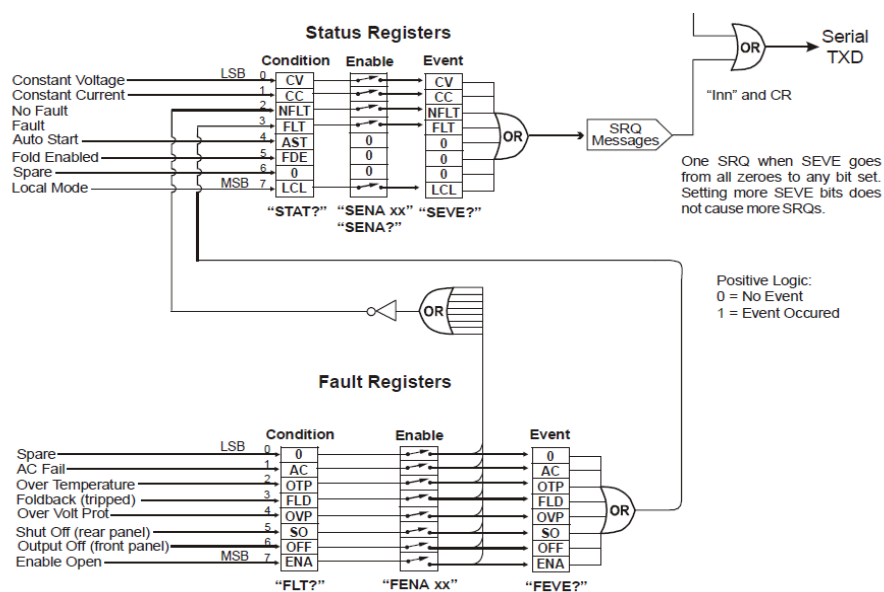 Status Registers
Condition Enable Event
Constant Voltage LSB 0 CV CV
Constant Current 1 CC CC
No Fault 2 NFLT NFLT
Fault 3 FLT FLT
Auto Start 4 AST 0 0
Fold Enabled 5 FDE 0 0
Spare 6 0 0 0
Local Mode MSB 7 LCL LCL
"STAT?" "SENA xx" "SEVE?"
"SENA?"
OR
SRQ
Messages
OR
Serial
TXD
"Inn" and CR
One SRQ when SEVE goes
from all zeroes to any bit set.
Setting more SEVE bits does
not cause more SRQs.
Positive Logic:
0 = No Event
1 = Event Occured
OR
Fault Registers
Condition Enable Event
Spare LSB 0 0 0
AC Fail 1 AC AC
Over Temperature 2 OTP OTP
Foldback (tripped) 3 FLD FLD
Over Volt Prot 4 OVP OVP
Shut Off (rear panel) 5 SO SO
Output Off (front panel) 6 OFF OFF
Enable Open MSB 7 ENA ENA
OR
"FLT?" "FENA xx" "FEVE?"